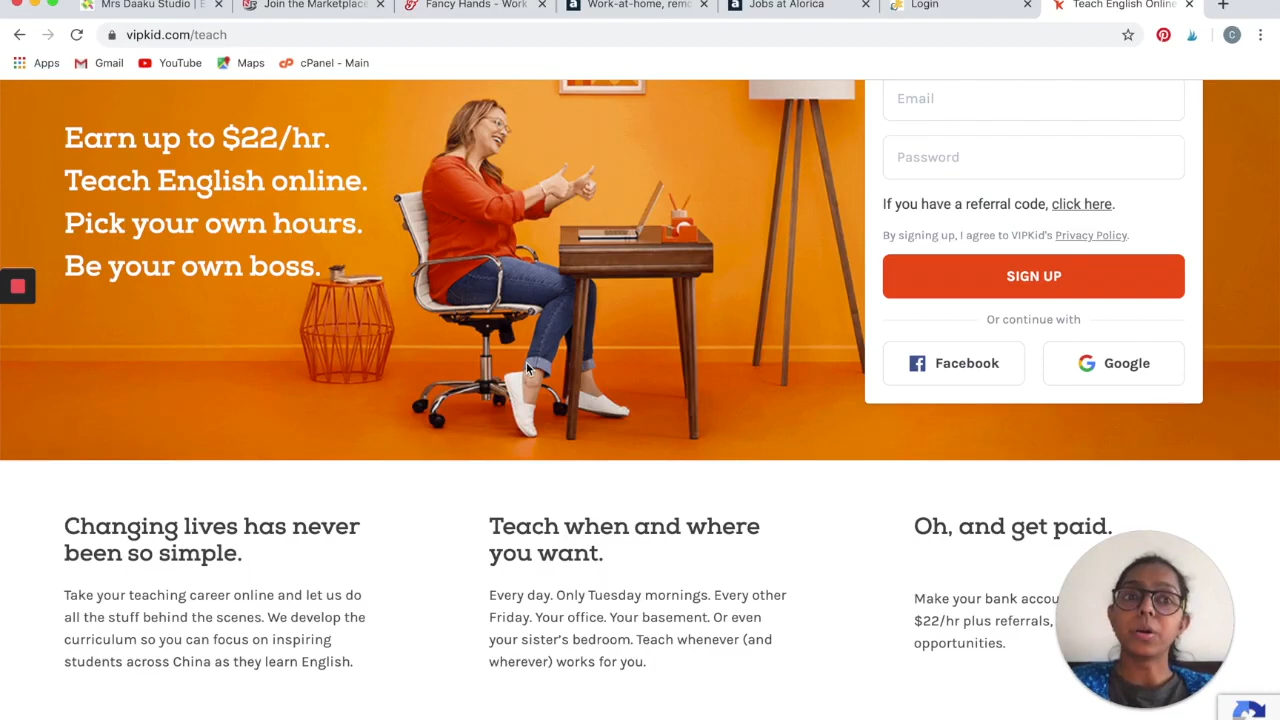 Mrs Daaku Studio | E
Join the Marketplace
Fancy Hands - Work
Work-at-home, remo
Jobs at Alorica
Login
Teach English Online
vipkid.com/teach
C
Apps
Gmail
YouTube
Maps
cPanel - Main
Earn up to $22/hr.
Teach English online.
Pick your own hours.
Be your own boss.
Email
Password
If you have a referral code, click here.
By signing up, I agree to VIPKid's Privacy Policy.
SIGN UP
Or continue with
Facebook
Google
Changing lives has never
been so simple.
Take your teaching career online and let us do
all the stuff behind the scenes. We develop the
curriculum so you can focus on inspiring
students across China as they learn English.
Teach when and where
you want.
Every day. Only Tuesday mornings. Every other
Friday. Your office. Your basement. Or even
your sister's bedroom. Teach whenever (and
wherever) works for you.
Oh, and get paid.
Make your bank accou
$22/hr plus referrals,
opportunities.